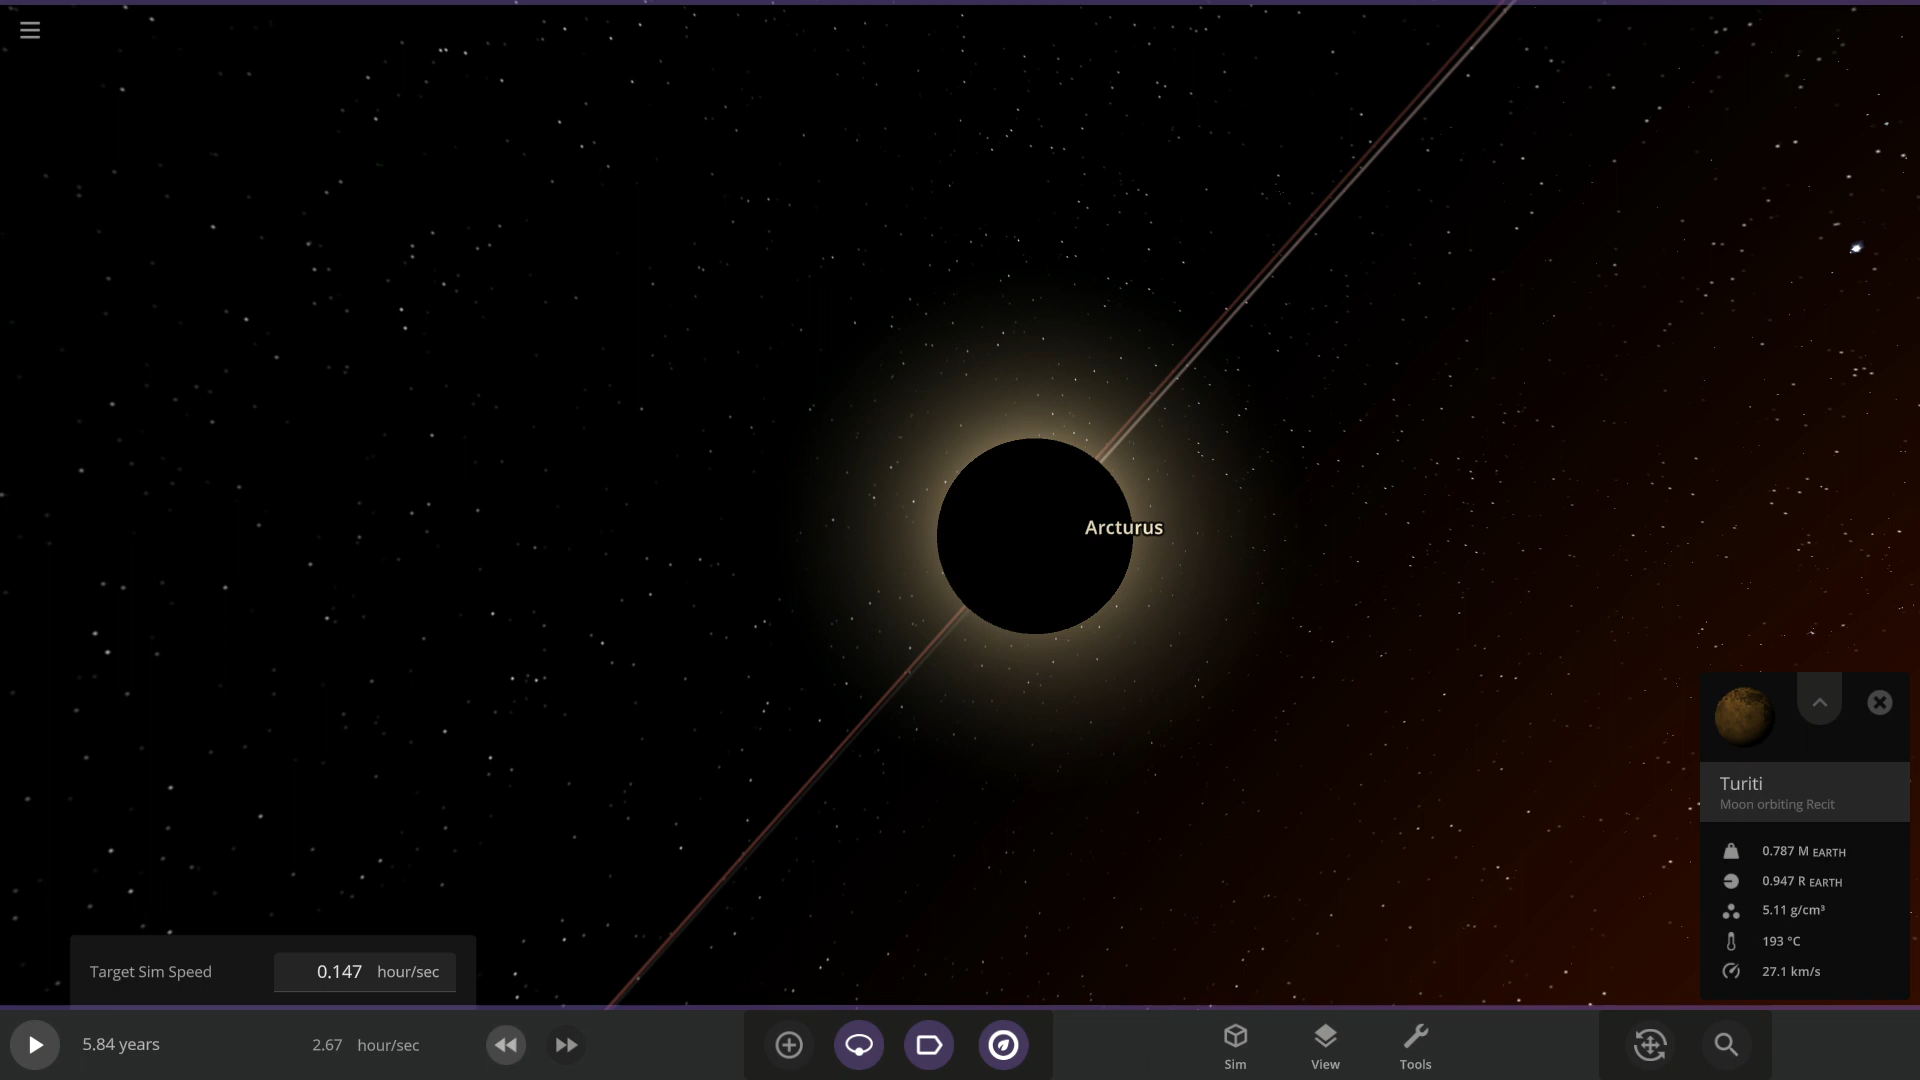 Arcturus
Turiti
Moon orbiting Recit
0.787 M EARTH
0.947 R EARTH
5.11 g/cm³
193 °C
27.1 km/s
Target Sim Speed 0.147 hour/sec
5.84 years 2.67 hour/sec
Sim View Tools